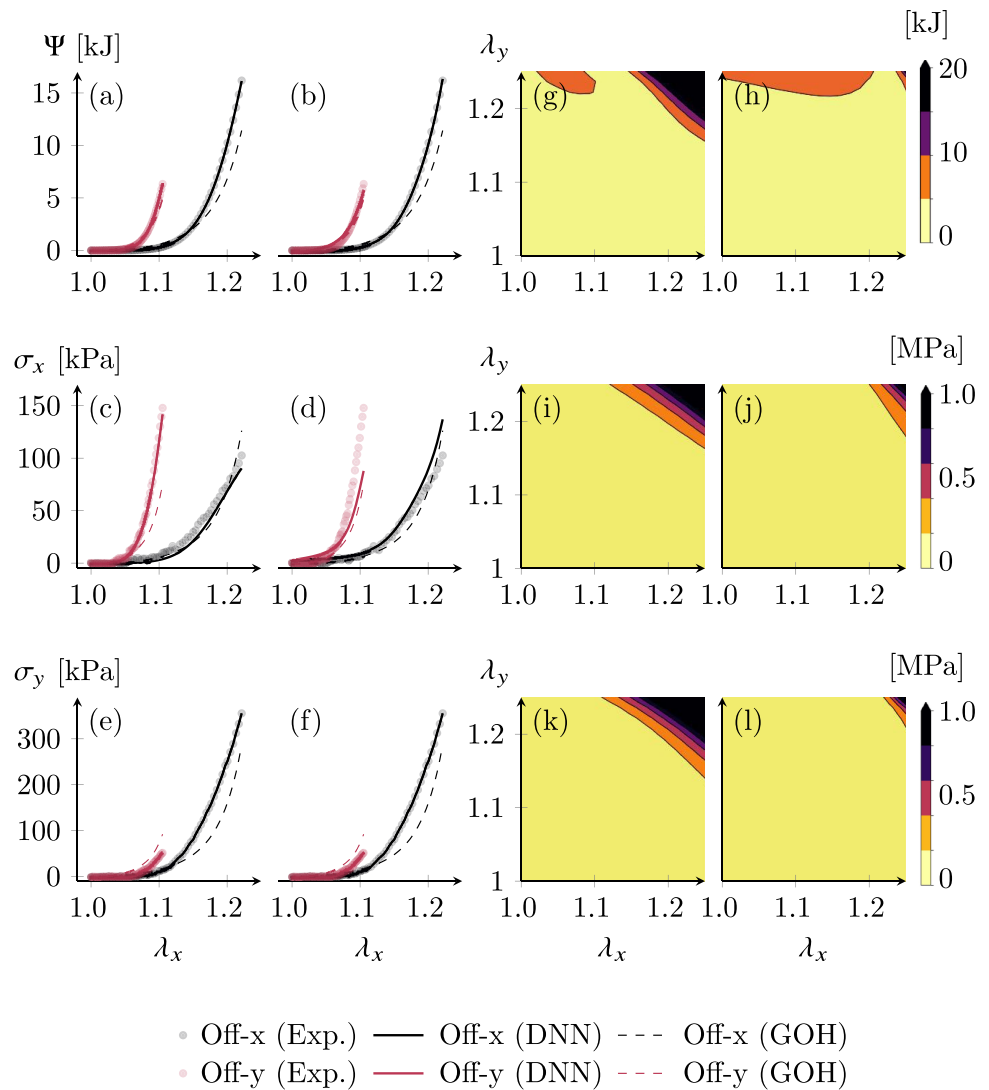 Ψ [kJ]
λy
[kJ]
(a) (b) (g) (h)
15
10
5
0
1.2
1.1
1
20
10
0
1.0 1.1 1.2 1.0 1.1 1.2 1.0 1.1 1.2 1.0 1.1 1.2
σx [kPa]
λy
[MPa]
(c) (d) (i) (j)
150
100
50
0
1.2
1.1
1
1.0
0.5
0
1.0 1.1 1.2 1.0 1.1 1.2 1.0 1.1 1.2 1.0 1.1 1.2
σy [kPa]
λy
[MPa]
(e) (f) (k) (l)
300
200
100
0
1.2
1.1
1
1.0
0.5
0
1.0 1.1 1.2 1.0 1.1 1.2 1.0 1.1 1.2 1.0 1.1 1.2
λx λx λx λx
Off-x (Exp.) Off-x (DNN) Off-x (GOH)
Off-y (Exp.) Off-y (DNN) Off-y (GOH)